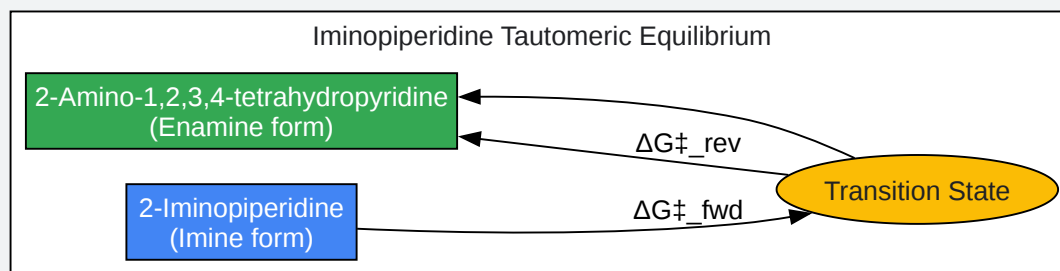 Iminopiperidine Tautomeric Equilibrium
2-Amino-1,2,3,4-tetrahydropyridine
(Enamine form)
ΔG‡_rev
Transition State
2-Iminopiperidine
(Imine form)
ΔG‡_fwd